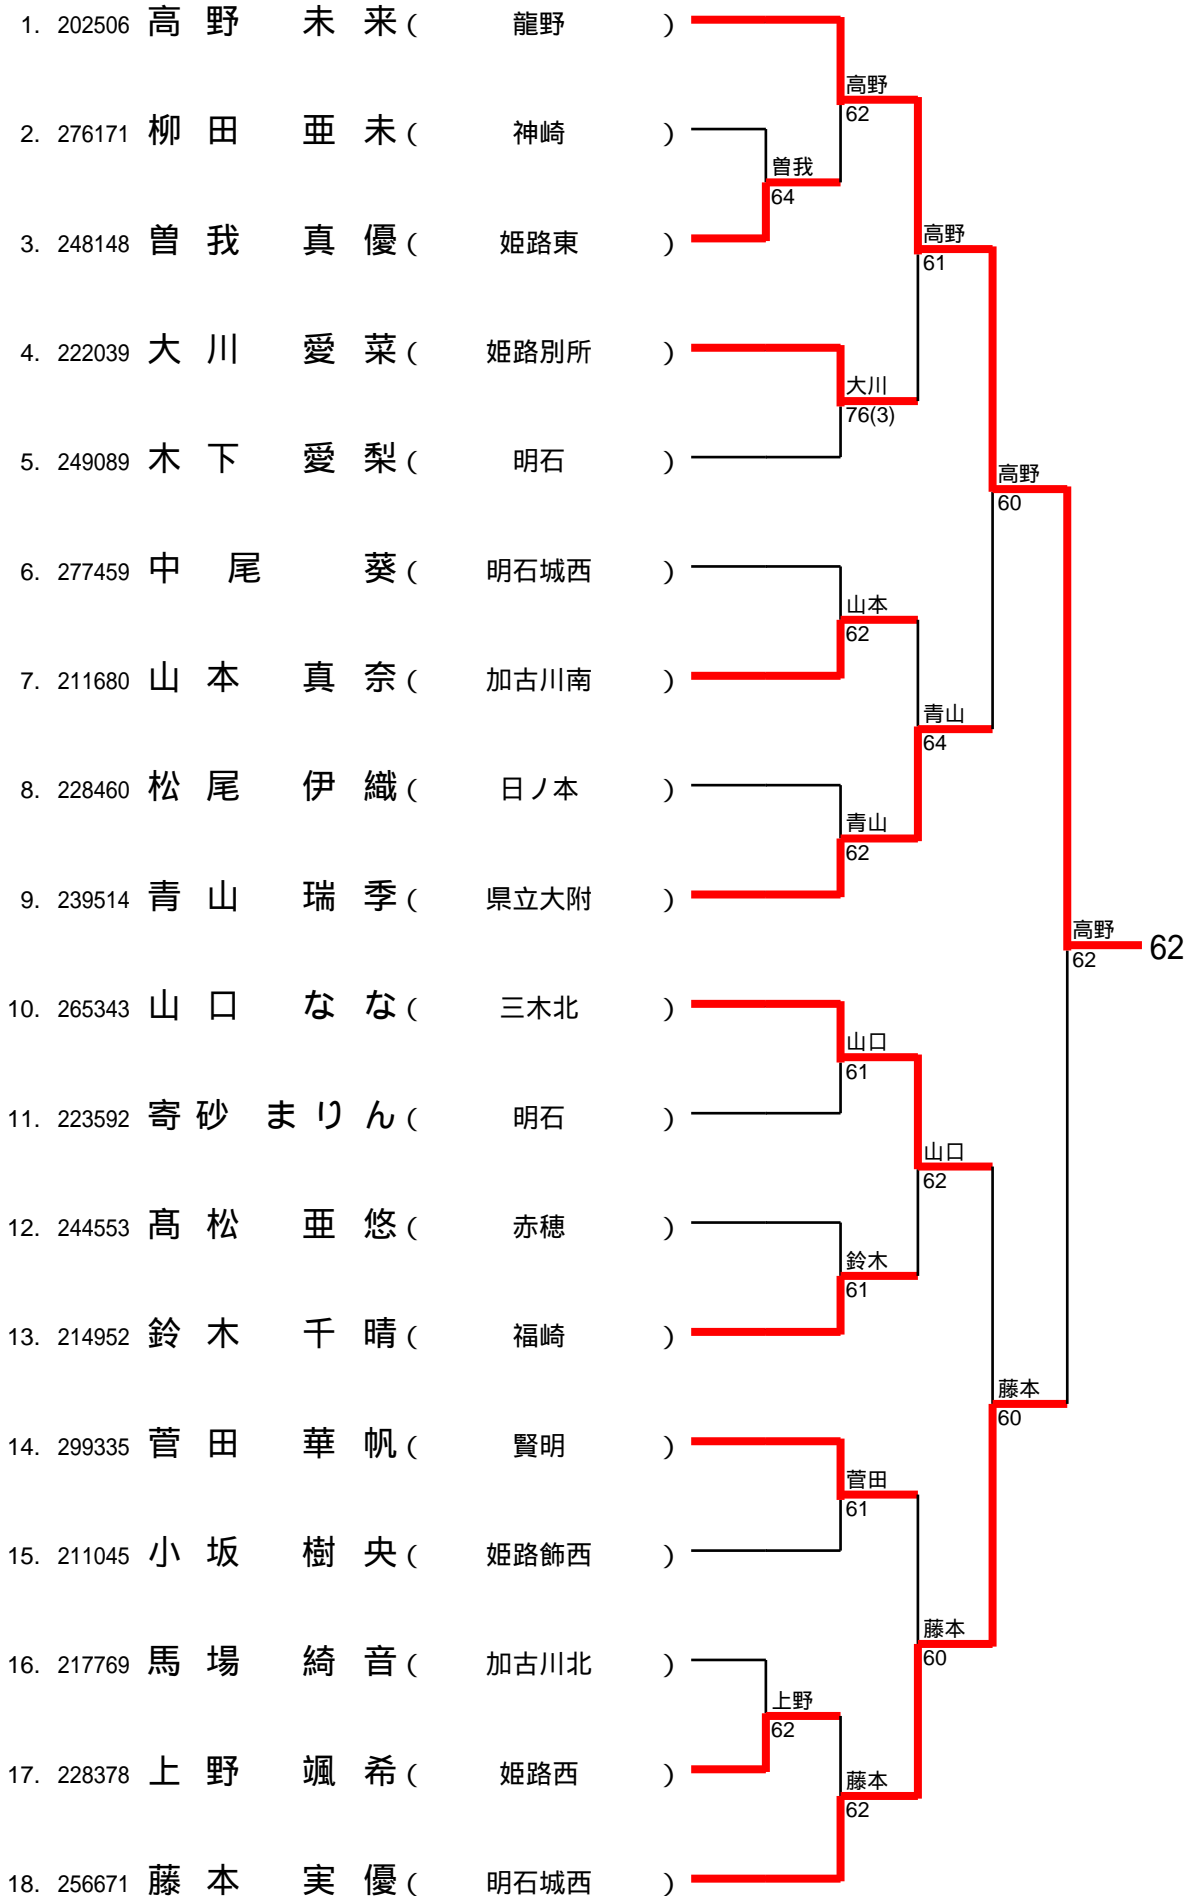 1. 202506 高野 未来( 龍野 )
高野
62
2. 276171 柳田 亜未( 神崎 )
曽我
64
3. 248148 曽我 真優( 姫路東 )
高野
61
4. 222039 大川 愛菜( 姫路別所 )
大川
76(3)
5. 249089 木下 愛梨( 明石 )
高野
60
6. 277459 中尾 葵( 明石城西 )
山本
62
7. 211680 山本 真奈( 加古川南 )
青山
64
8. 228460 松尾 伊織( 日ノ本 )
青山
62
9. 239514 青山 瑞季( 県立大附 )
高野
62
62
10. 265343 山口 なな( 三木北 )
山口
61
11. 223592 寄砂 まりん( 明石 )
山口
62
12. 244553 髙松 亜悠( 赤穂 )
鈴木
61
13. 214952 鈴木 千晴( 福崎 )
藤本
60
14. 299335 菅田 華帆( 賢明 )
菅田
61
15. 211045 小坂 樹央( 姫路飾西 )
藤本
60
16. 217769 馬場 綺音( 加古川北 )
上野
62
17. 228378 上野 颯希( 姫路西 )
藤本
62
18. 256671 藤本 実優( 明石城西 )